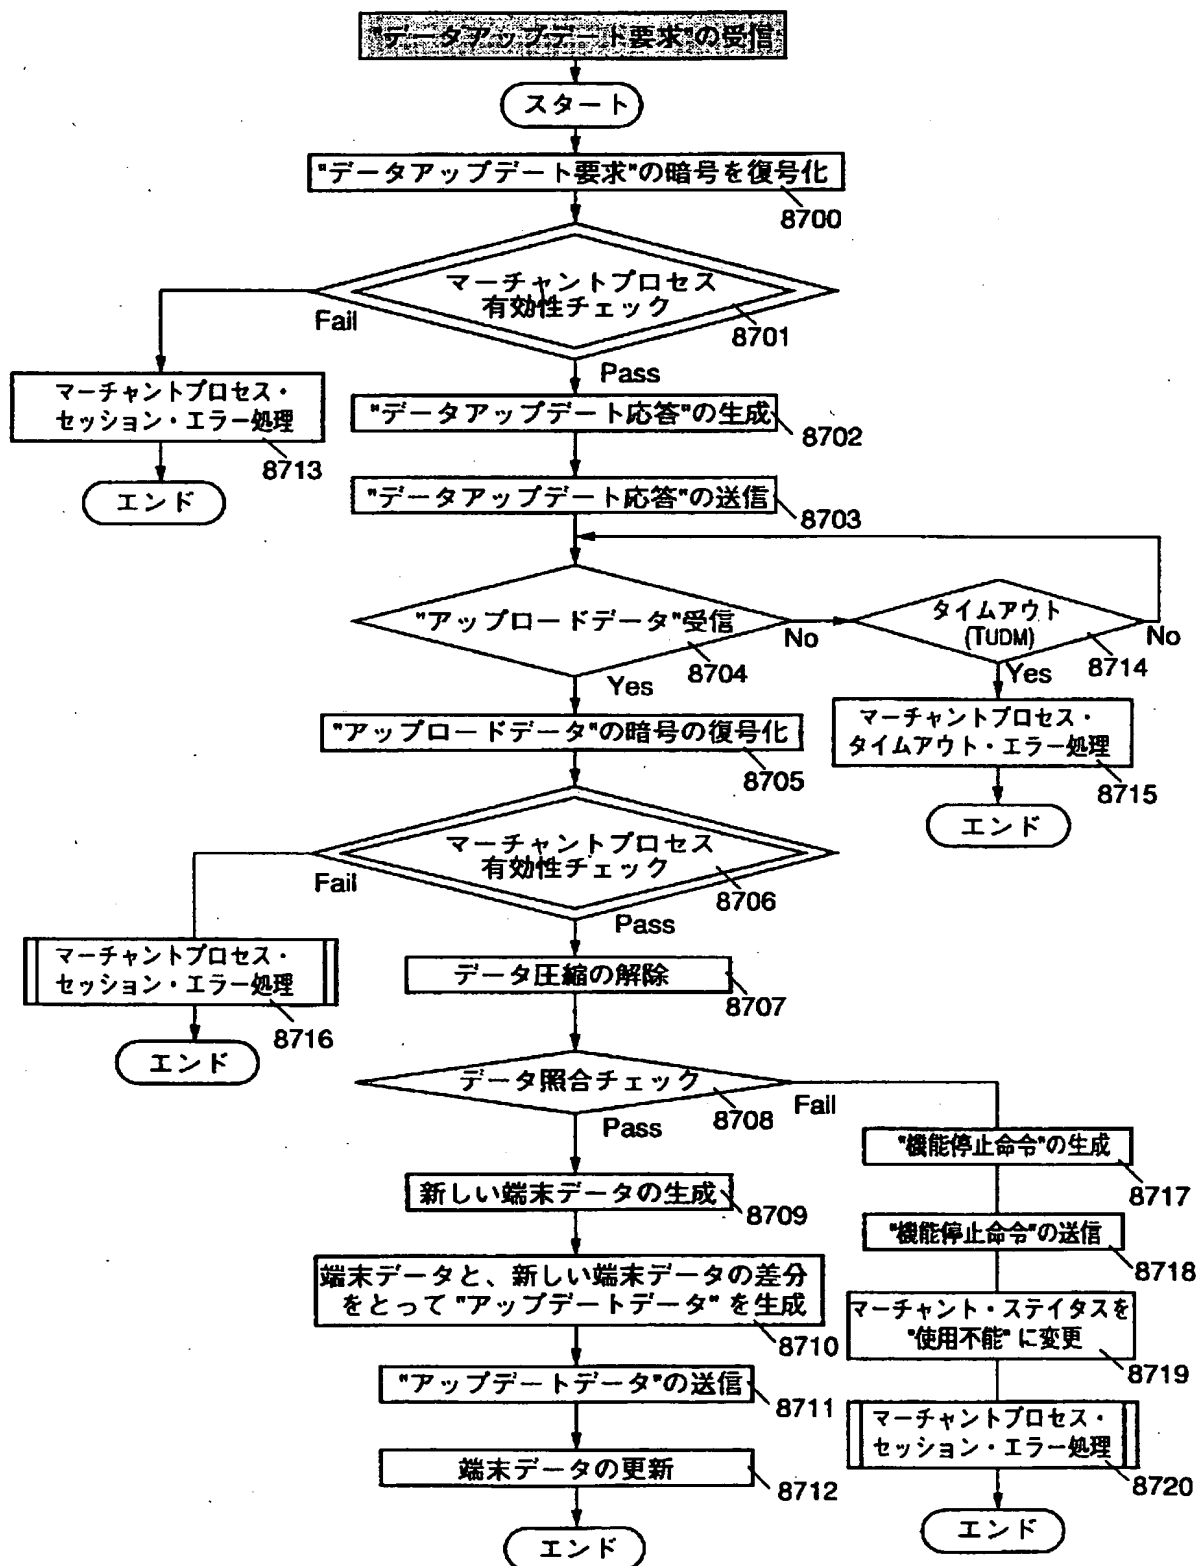 "データアップデート要求"の受信
スタート
"データアップデート要求"の暗号を復号化
8700
マーチャントプロセス
有効性チェック
8701
Fail
Pass
マーチャントプロセス・
セッション・エラー処理
8713
エンド
"データアップデート応答"の生成
8702
"データアップデート応答"の送信
8703
"アップロードデータ"受信
8704
No
Yes
タイムアウト
(TUDM)
8714
No
Yes
マーチャントプロセス・
タイムアウト・エラー処理
8715
エンド
"アップロードデータ"の暗号の復号化
8705
マーチャントプロセス
有効性チェック
8706
Fail
Pass
マーチャントプロセス・
セッション・エラー処理
8716
エンド
データ圧縮の解除
8707
データ照合チェック
8708
Fail
Pass
新しい端末データの生成
8709
端末データと、新しい端末データの差分
をとって"アップデートデータ"を生成
8710
"アップデートデータ"の送信
8711
端末データの更新
8712
エンド
"機能停止命令"の生成
8717
"機能停止命令"の送信
8718
マーチャント・ステイタスを
"使用不能"に変更
8719
マーチャントプロセス・
セッション・エラー処理
8720
エンド